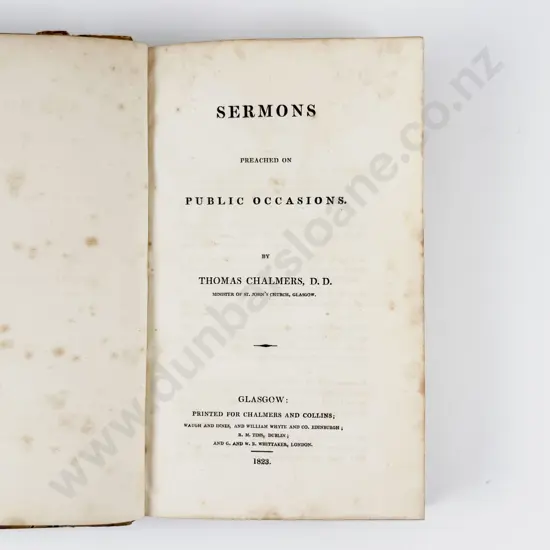 SERMONS
PREACHED ON
PUBLIC OCCASIONS.
BY
THOMAS CHALMERS, D. D.
MINISTER OF ST. JOHN'S CHURCH, GLASGOW.
GLASGOW:
PRINTED FOR CHALMERS AND COLLINS;
WAUGH AND INNES, AND WILLIAM WHYTE AND CO. EDINBURGH;
R. M. TIMS, DUBLIN;
AND G. AND W. B. WHITTAKER, LONDON.
1823.
www.dunbarsloane.co.nz